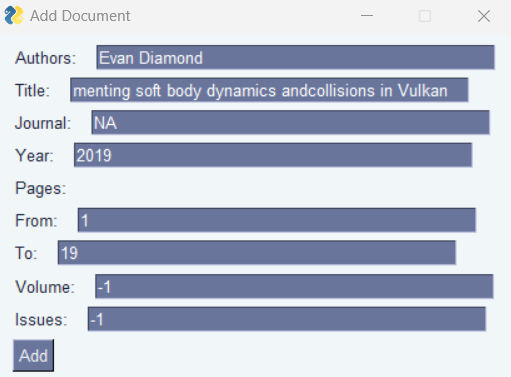 Add Document
Authors: Evan Diamond
Title: menting soft body dynamics andcollisions in Vulkan
Journal: NA
Year: 2019
Pages:
From: 1
To: 19
Volume: -1
Issues: -1
Add